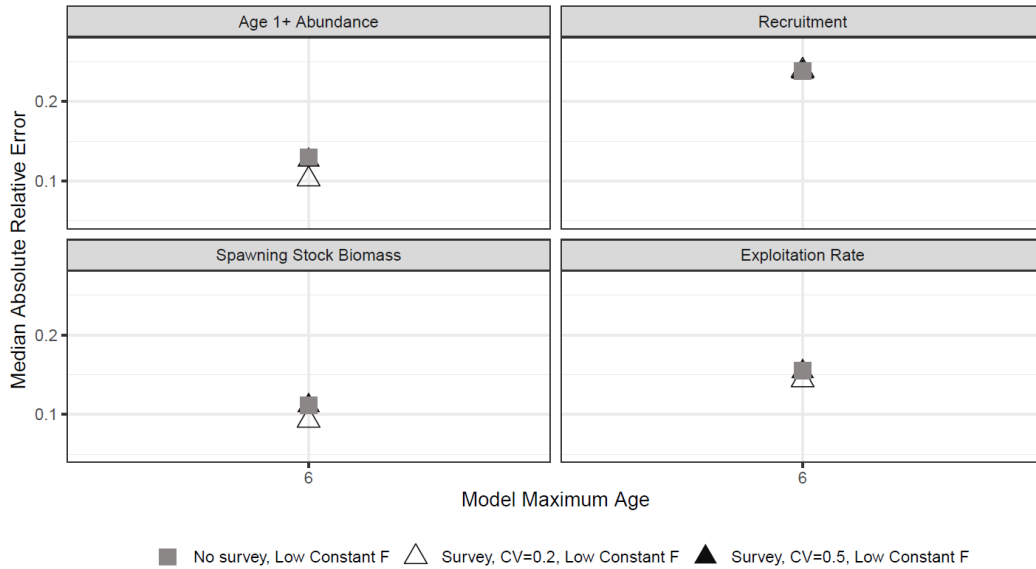 Age 1+ Abundance
Recruitment
0.2
0.1
Spawning Stock Biomass
Exploitation Rate
0.2
0.1
Median Absolute Relative Error
6
6
Model Maximum Age
No survey, Low Constant F
Survey, CV=0.2, Low Constant F
Survey, CV=0.5, Low Constant F